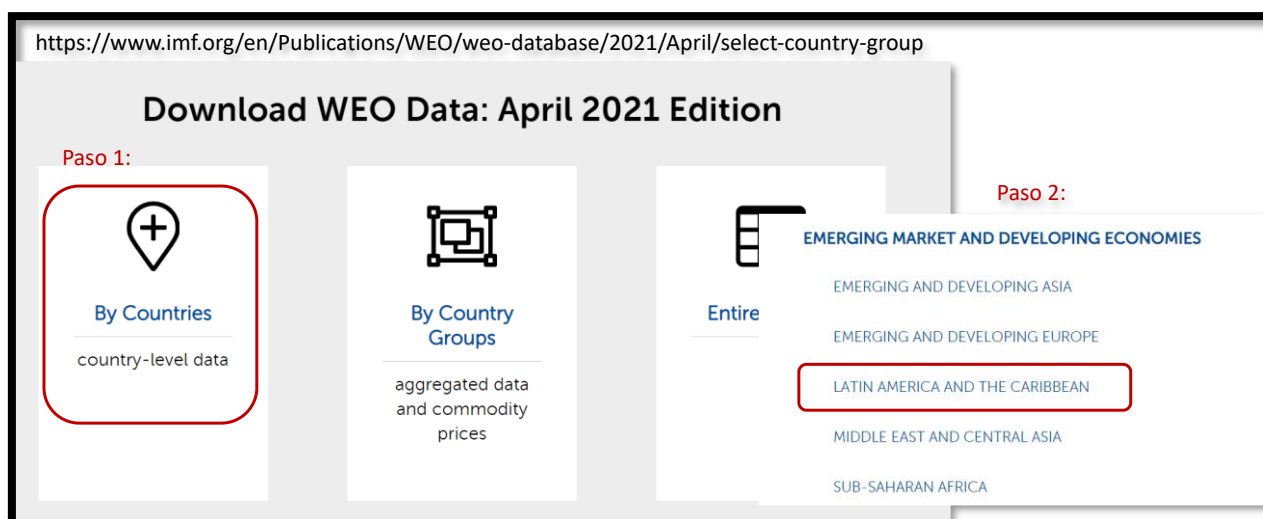 https://www.imf.org/en/Publications/WEO/weo-database/2021/April/select-country-group
Download WEO Data: April 2021 Edition
Paso 1:
By Countries
country-level data
By Country
Groups
aggregated data
and commodity
prices
Entire
Paso 2:
EMERGING MARKET AND DEVELOPING ECONOMIES
EMERGING AND DEVELOPING ASIA
EMERGING AND DEVELOPING EUROPE
LATIN AMERICA AND THE CARIBBEAN
MIDDLE EAST AND CENTRAL ASIA
SUB-SAHARAN AFRICA